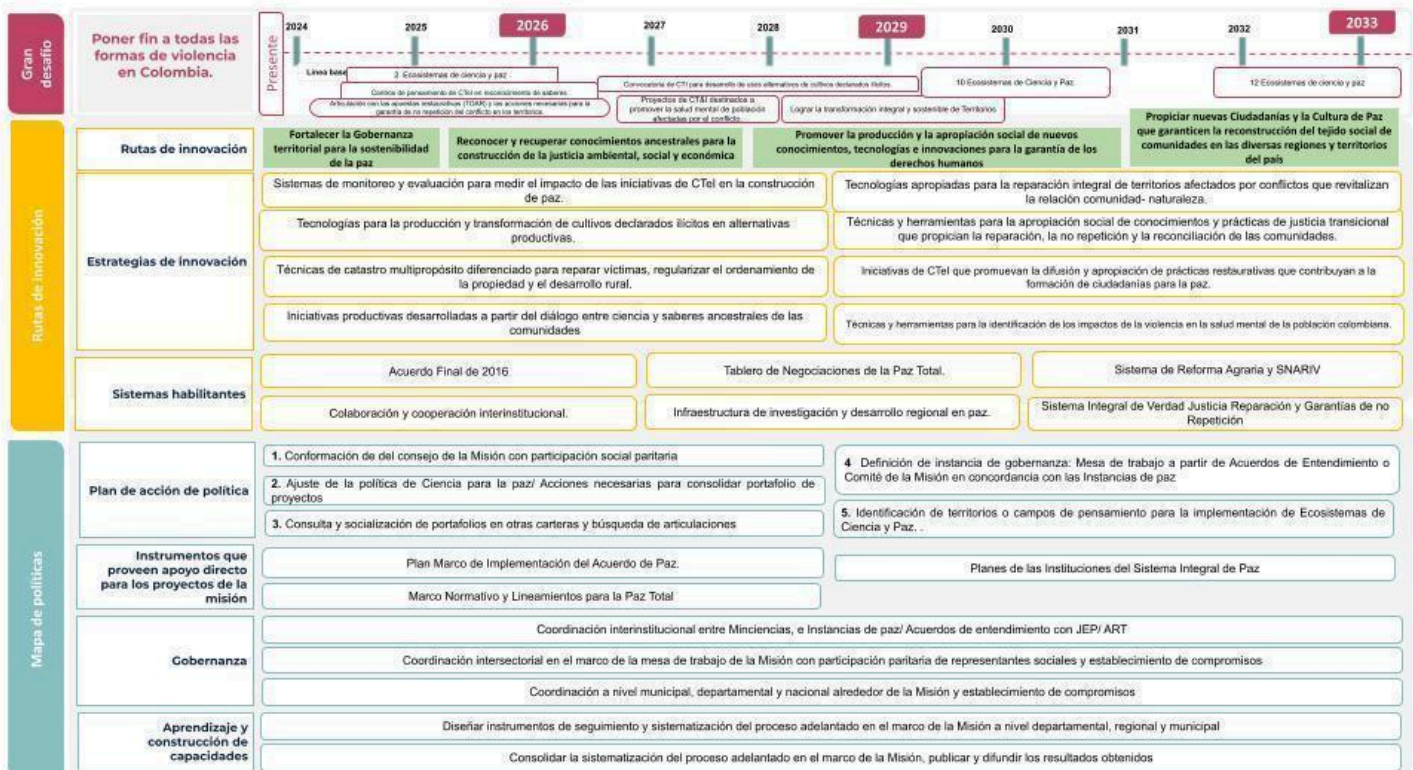 Gran
desafío
Poner fin a todas las
formas de violencia
en Colombia.
Presente
2024
2025
2026
2027
2028
2029
2030
2031
2032
2033
Línea base
2 Ecosistemas de ciencia y paz
Centros de pensamiento de CTeI en reconocimiento de saberes.
Articulación con las apuestas restaurativas (TOAR) y las acciones necesarias para la
garantía de no repetición del conflicto en los territorios.
Convocatoria de CTI para desarrollo de usos alternativos de cultivos declarados ilícitos.
Proyectos de CT&I destinados a
promover la salud mental de población
afectadas por el conflicto.
Lograr la transformación integral y sostenible de Territorios
10 Ecosistemas de Ciencia y Paz.
12 Ecosistemas de ciencia y paz
Rutas de innovación
Rutas de innovación
Fortalecer la Gobernanza
territorial para la sostenibilidad
de la paz
Reconocer y recuperar conocimientos ancestrales para la
construcción de la justicia ambiental, social y económica
Promover la producción y la apropiación social de nuevos
conocimientos, tecnologías e innovaciones para la garantía de los
derechos humanos
Propiciar nuevas Ciudadanías y la Cultura de Paz
que garanticen la reconstrucción del tejido social de
comunidades en las diversas regiones y territorios
del país
Estrategias de innovación
Sistemas de monitoreo y evaluación para medir el impacto de las iniciativas de CTeI en la construcción
de paz.
Tecnologías para la producción y transformación de cultivos declarados ilícitos en alternativas
productivas.
Técnicas de catastro multipropósito diferenciado para reparar víctimas, regularizar el ordenamiento de
la propiedad y el desarrollo rural.
Iniciativas productivas desarrolladas a partir del diálogo entre ciencia y saberes ancestrales de las
comunidades
Tecnologías apropiadas para la reparación integral de territorios afectados por conflictos que revitalizan
la relación comunidad- naturaleza.
Técnicas y herramientas para la apropiación social de conocimientos y prácticas de justicia transicional
que propician la reparación, la no repetición y la reconciliación de las comunidades.
Iniciativas de CTeI que promuevan la difusión y apropiación de prácticas restaurativas que contribuyan a la
formación de ciudadanías para la paz.
Técnicas y herramientas para la identificación de los impactos de la violencia en la salud mental de la población colombiana.
Sistemas habilitantes
Acuerdo Final de 2016
Tablero de Negociaciones de la Paz Total.
Sistema de Reforma Agraria y SNARIV
Colaboración y cooperación interinstitucional.
Infraestructura de investigación y desarrollo regional en paz.
Sistema Integral de Verdad Justicia Reparación y Garantías de no
Repetición
Mapa de políticas
Plan de acción de política
1. Conformación de del consejo de la Misión con participación social paritaria
2. Ajuste de la política de Ciencia para la paz/ Acciones necesarias para consolidar portafolio de
proyectos
3. Consulta y socialización de portafolios en otras carteras y búsqueda de articulaciones
4 Definición de instancia de gobernanza: Mesa de trabajo a partir de Acuerdos de Entendimiento o
Comité de la Misión en concordancia con las Instancias de paz
5. Identificación de territorios o campos de pensamiento para la implementación de Ecosistemas de
Ciencia y Paz. .
Instrumentos que
proveen apoyo directo
para los proyectos de la
misión
Plan Marco de Implementación del Acuerdo de Paz.
Marco Normativo y Lineamientos para la Paz Total
Planes de las Instituciones del Sistema Integral de Paz
Gobernanza
Coordinación interinstitucional entre Minciencias, e Instancias de paz/ Acuerdos de entendimiento con JEP/ ART
Coordinación intersectorial en el marco de la mesa de trabajo de la Misión con participación paritaria de representantes sociales y establecimiento de compromisos
Coordinación a nivel municipal, departamental y nacional alrededor de la Misión y establecimiento de compromisos
Aprendizaje y
construcción de
capacidades
Diseñar instrumentos de seguimiento y sistematización del proceso adelantado en el marco de la Misión a nivel departamental, regional y municipal
Consolidar la sistematización del proceso adelantado en el marco de la Misión, publicar y difundir los resultados obtenidos